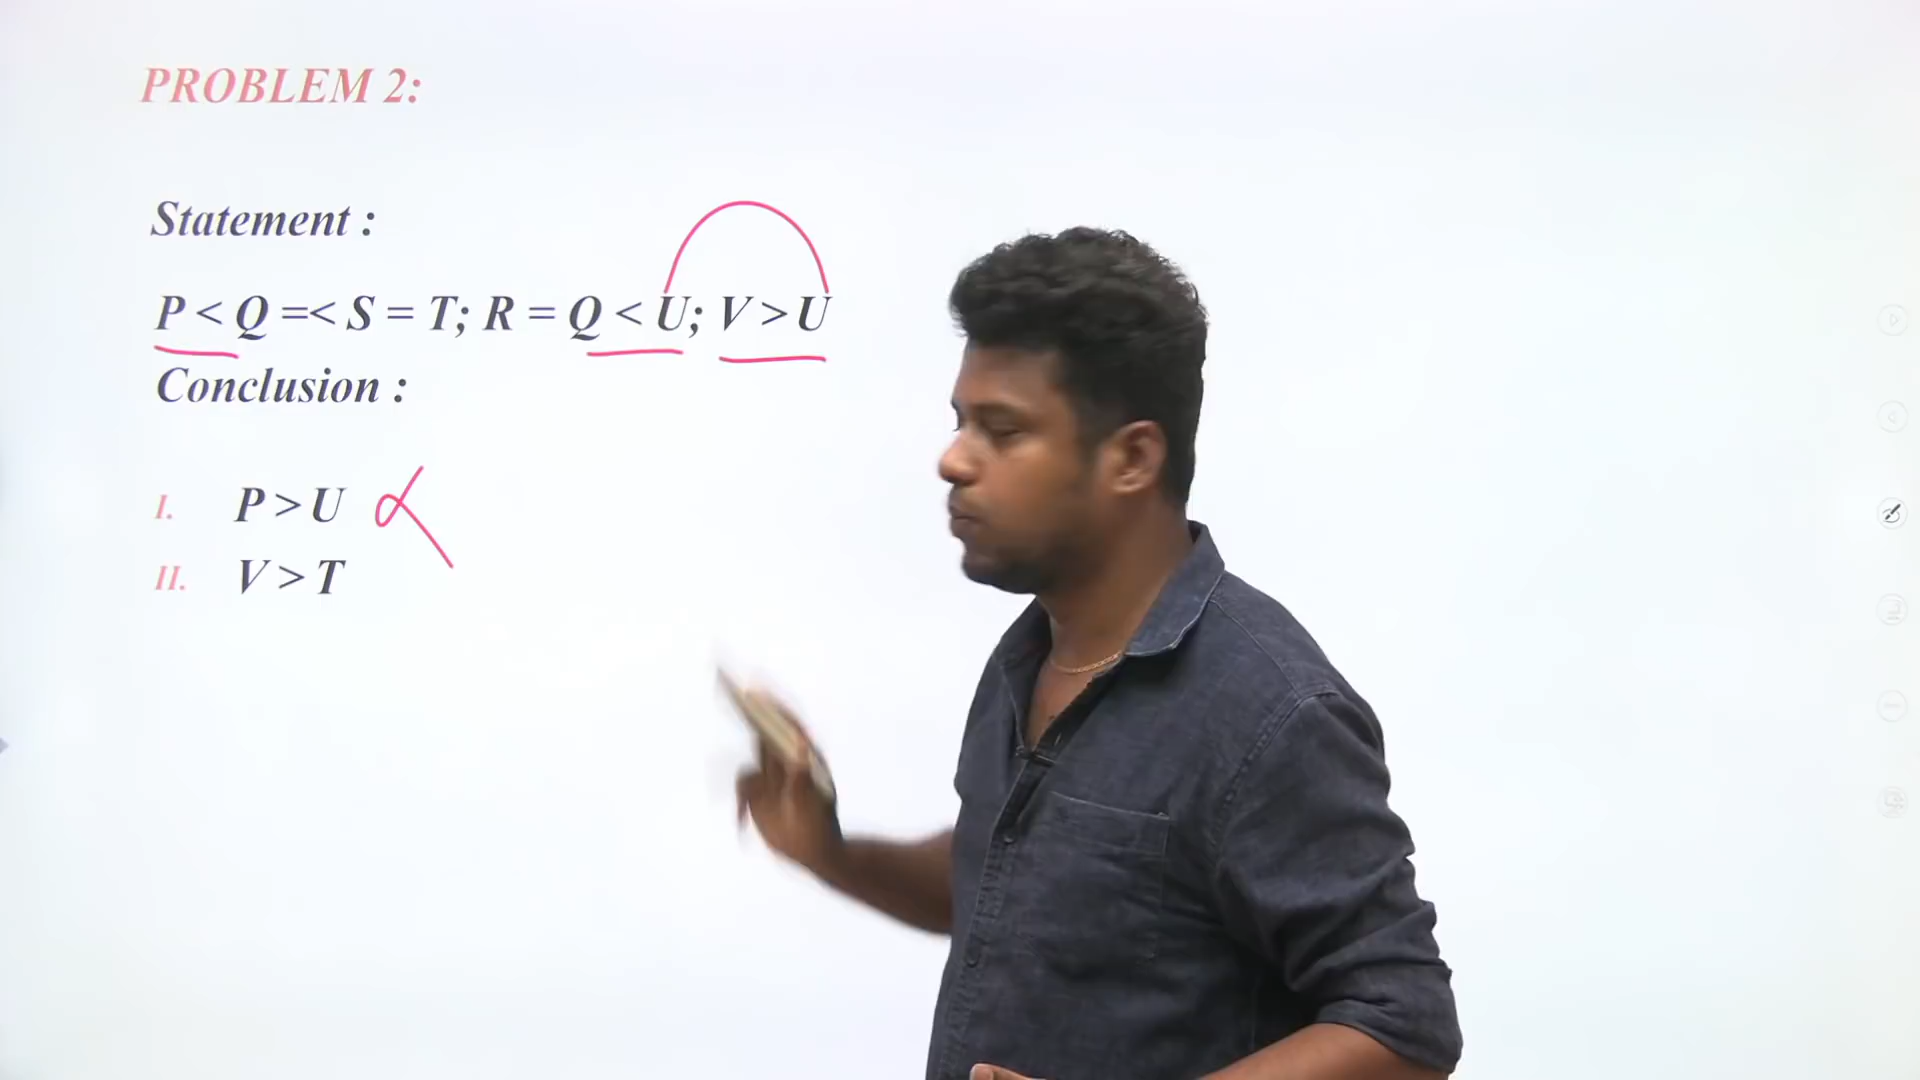 PROBLEM 2:
Statement :
P < Q =< S = T; R = Q < U; V > U
Conclusion :
I. P > U
II. V > T